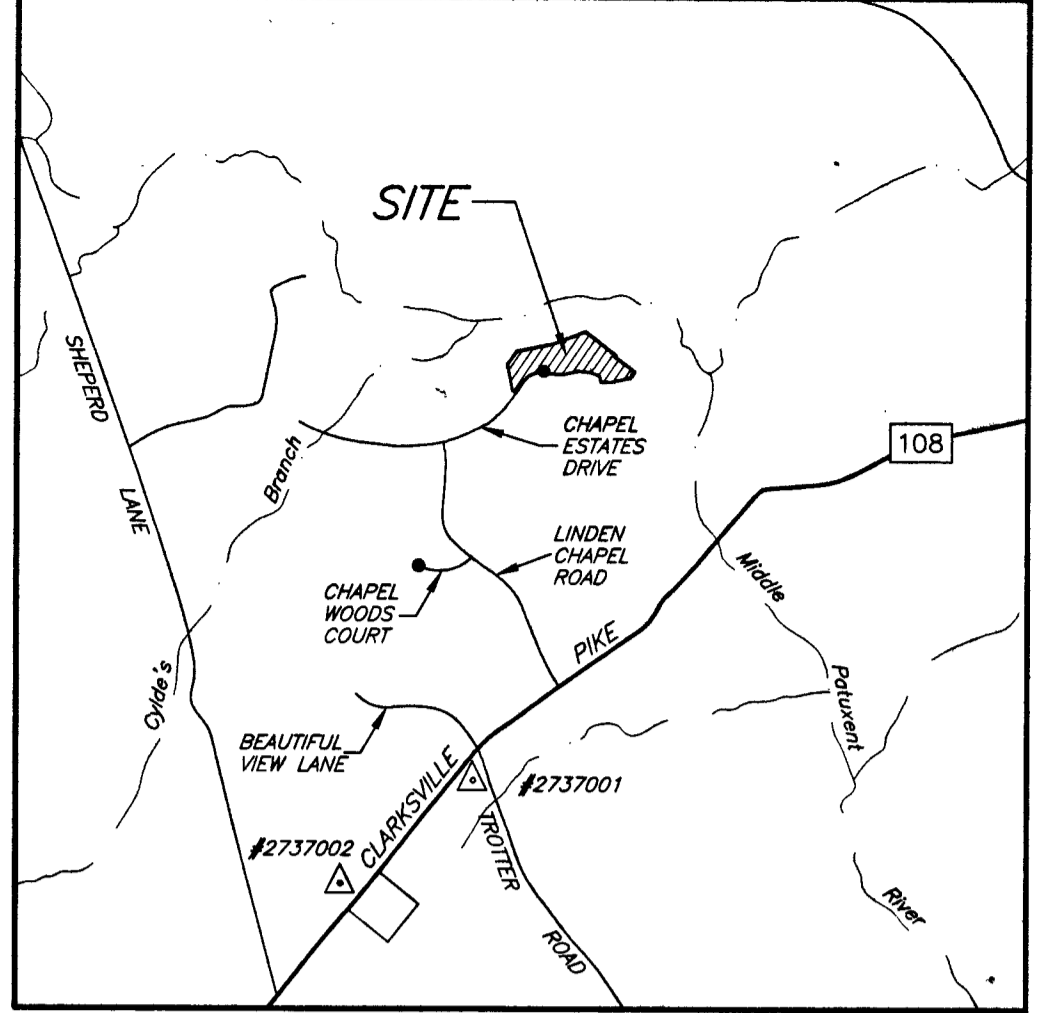 SITE
SHEPERD
LANE
CHAPEL
ESTATES
DRIVE
108
Branch
LINDEN
CHAPEL
ROAD
CHAPEL
WOODS
COURT
Middle
PIKE
Cylde's
Patuxent
BEAUTIFUL
VIEW LANE
CLARKSVILLE
#2737001
#2737002
TROTTER
ROAD
River